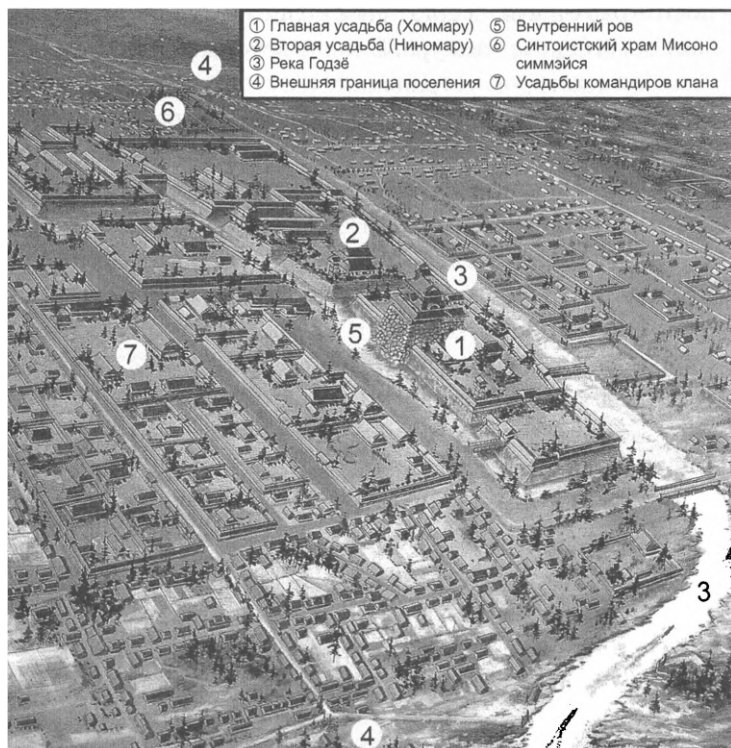 ① Главная усадьба (Хоммару)
② Вторая усадьба (Ниномару)
③ Река Годзё
④ Внешняя граница поселения
⑤ Внутренний ров
⑥ Синтоистский храм Мисоно
симмэйся
⑦ Усадьбы командиров клана
④
⑥
②
③
⑤
①
⑦
3
④